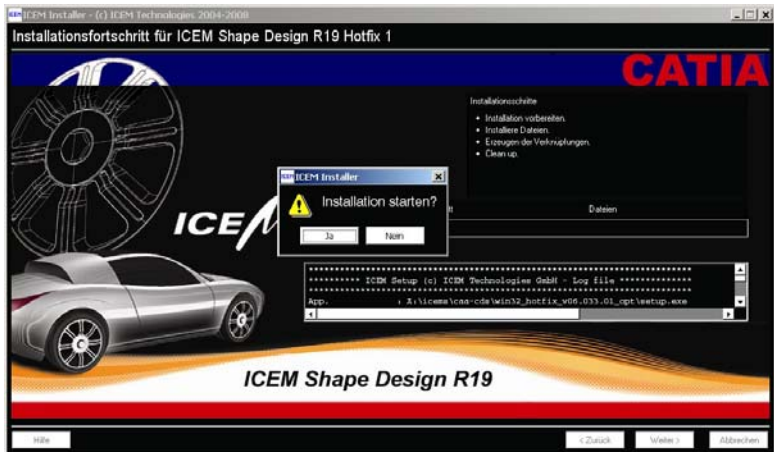 ICEM Installer - (c) ICEM Technologies 2004-2008
Installationsfortschritt für ICEM Shape Design R19 Hotfix 1
CATIA
Installationsschritte
• Installation vorbereiten.
• Installiere Dateien.
• Erzeugen der Verknüpfungen.
• Clean up.
ICEM Installer
Installation starten?
Ja
Nein
Dateien
ICEM
********** ICEM Setup (c) ICEM Technologies GmbH - Log file **************
App. : X:\icems\caa-cds\win32_hotfix_v06.033.01_opt\setup.exe
ICEM Shape Design R19
Hilfe
< Zurück
Weiter >
Abbrechen